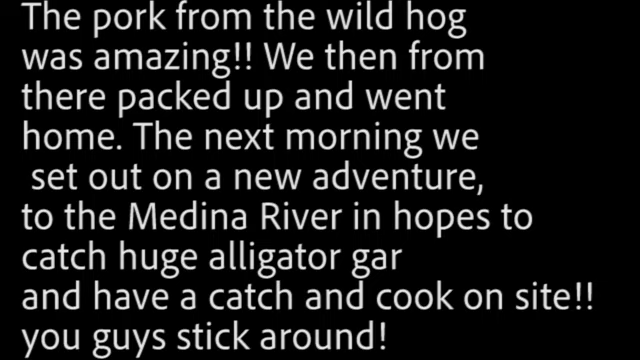 The pork from the wild hog
was amazing!! We then from
there packed up and went
home. The next morning we
set out on a new adventure,
to the Medina River in hopes to
catch huge alligator gar
and have a catch and cook on site!!
you guys stick around!